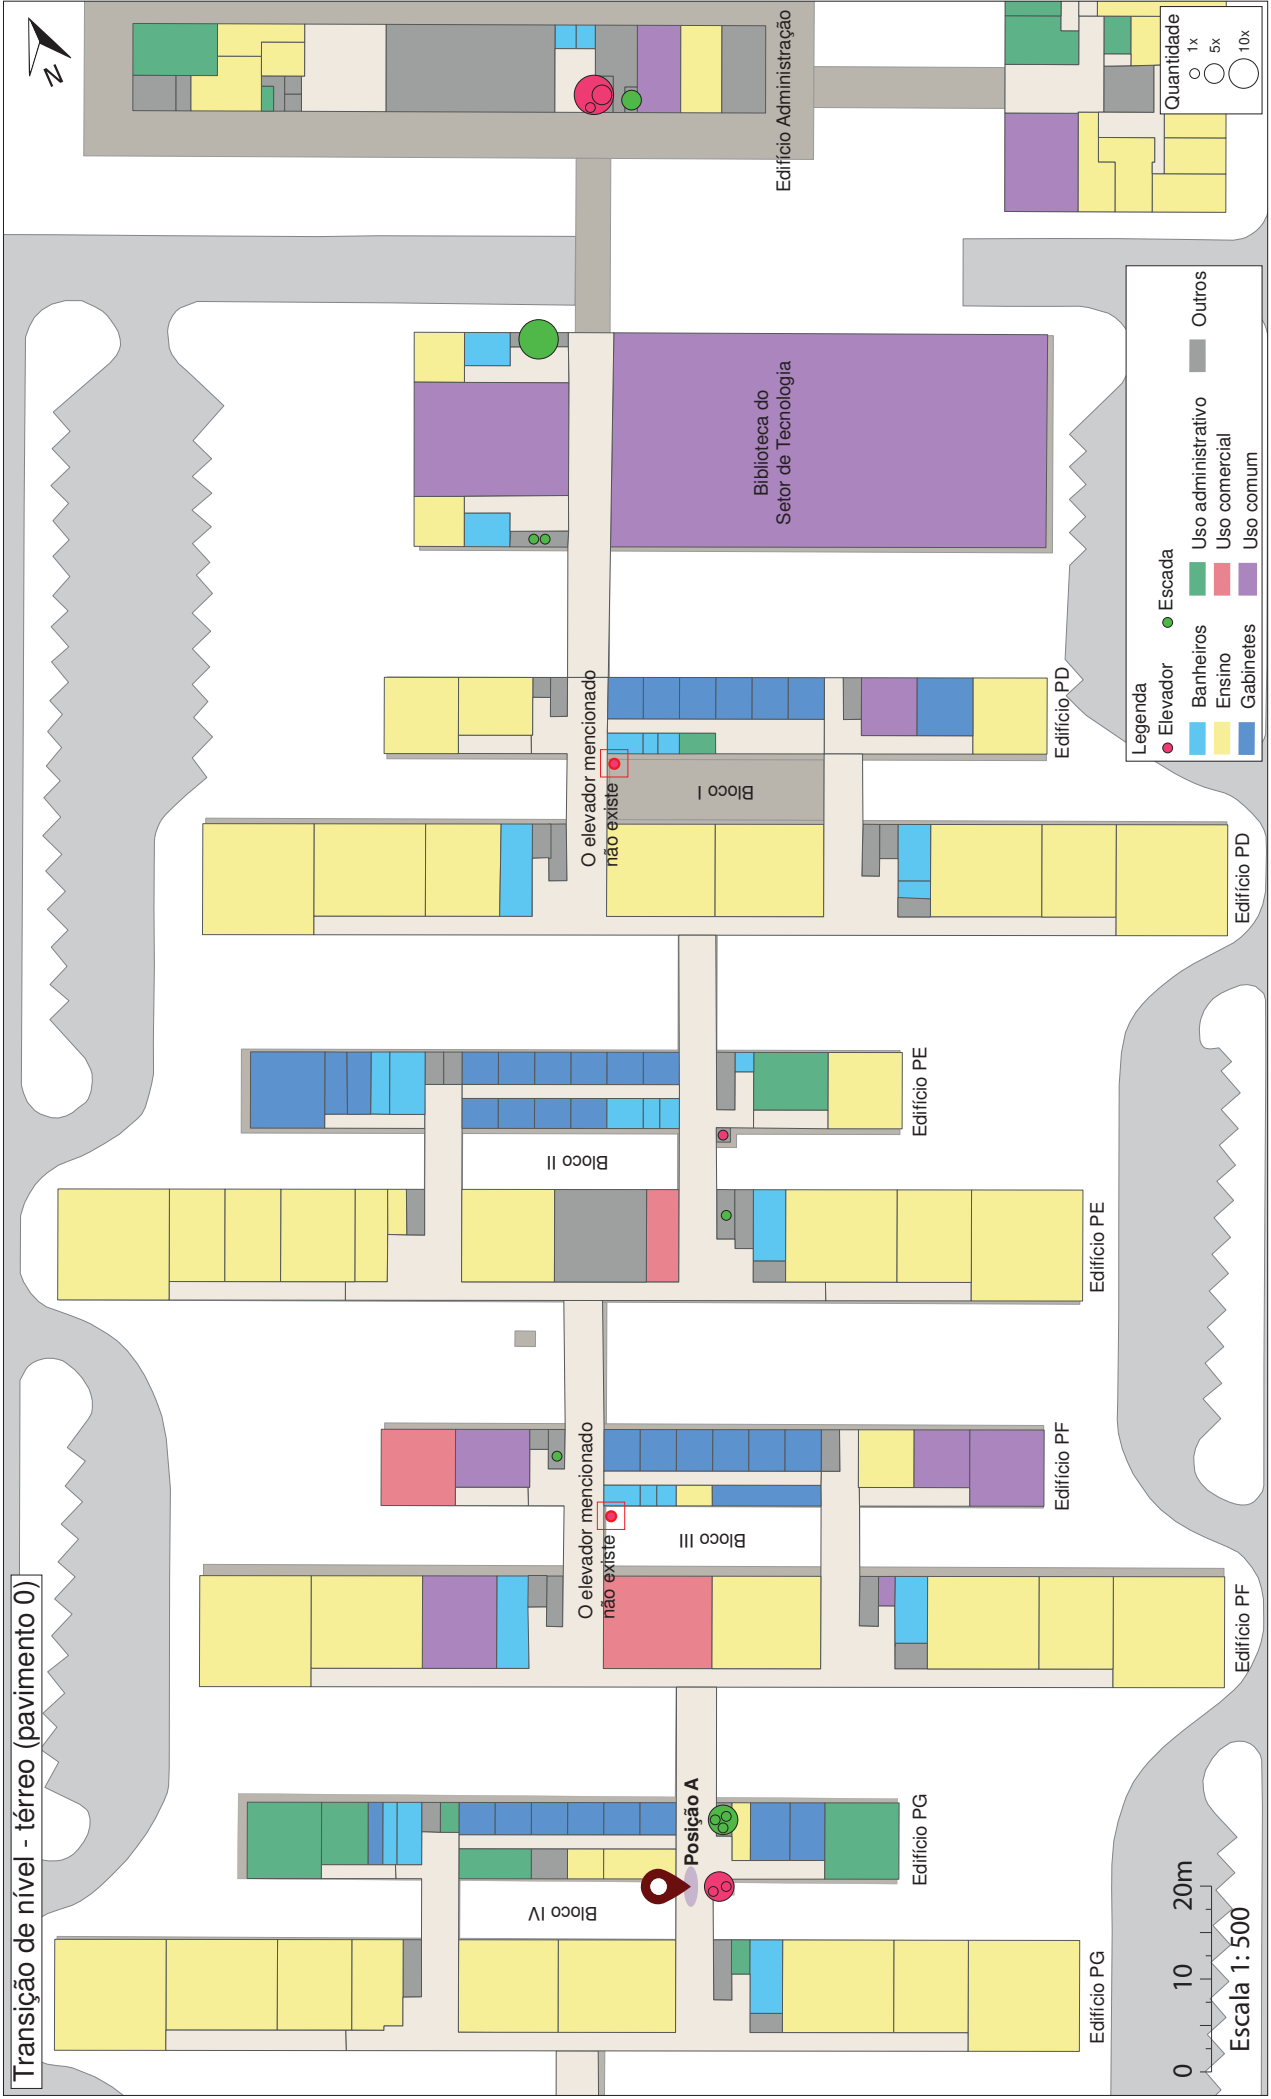 Transição de nível - térreo (pavimento 0)
N
Edifício Administração
Quantidade
1x
5x
10x
Biblioteca do
Setor de Tecnologia
O elevador mencionado
não existe
Bloco I
Edifício PD
Edifício PD
Edifício PE
Bloco II
Edifício PE
O elevador mencionado
não existe
Bloco III
Edifício PF
Edifício PF
Posição A
Bloco IV
Edifício PG
Edifício PG
Legenda
Elevador
Escada
Banheiros
Uso administrativo
Outros
Ensino
Uso comercial
Gabinetes
Uso comum
0 10 20m
Escala 1: 500